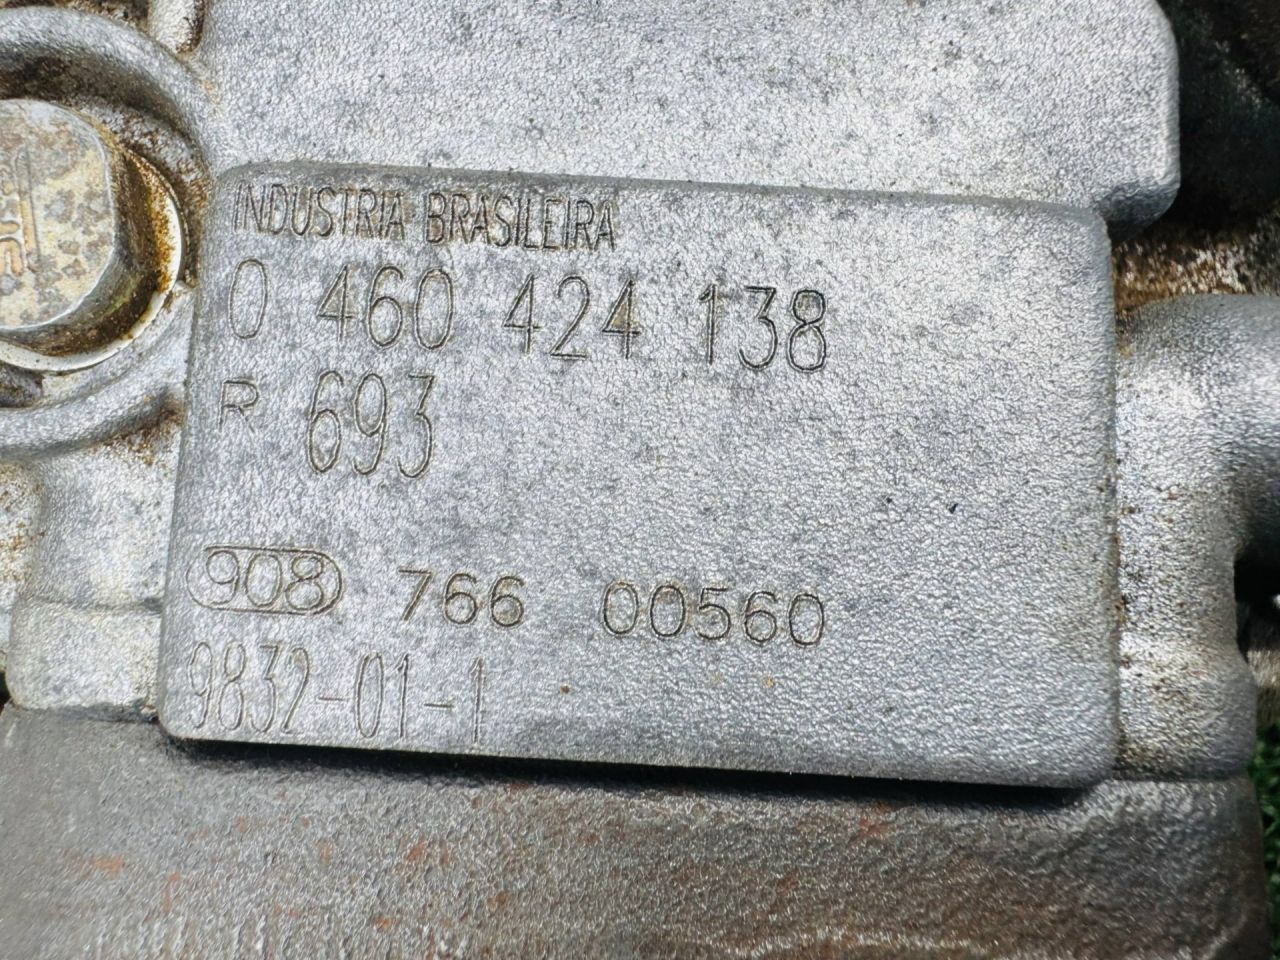 INDUSTRIA BRASILEIRA
0 460 424 138
R 693
908 766 00560
9832-01-1